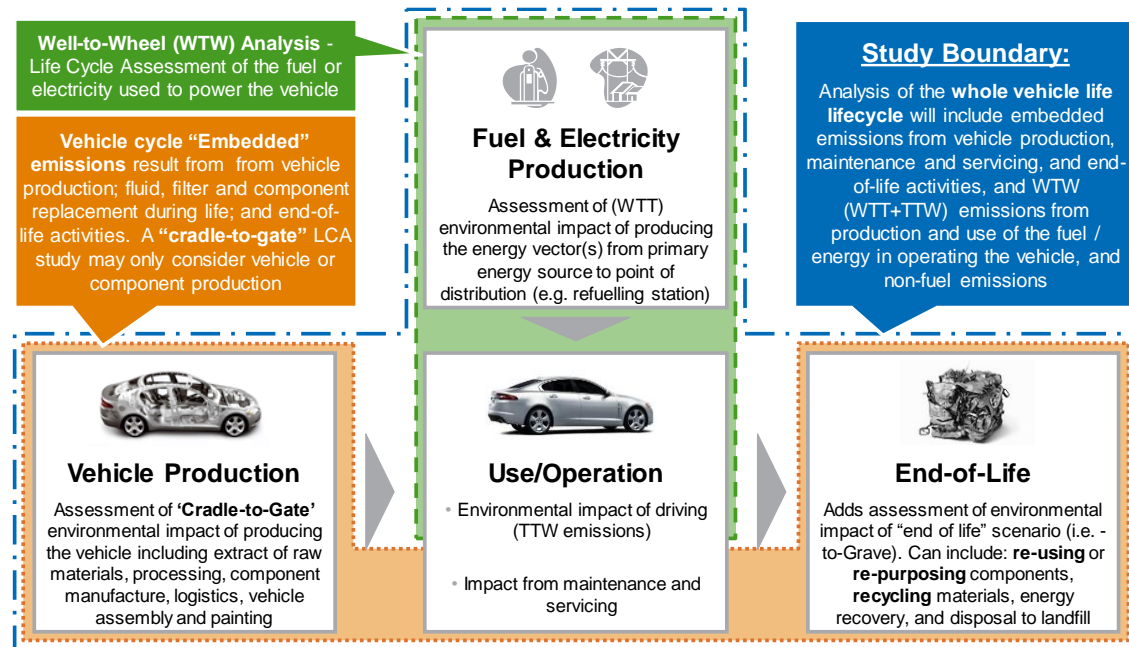 Well-to-Wheel (WTW) Analysis -
Life Cycle Assessment of the fuel or
electricity used to power the vehicle
Vehicle cycle “Embedded”
emissions result from from vehicle
production; fluid, filter and component
replacement during life; and end-of-
life activities. A “cradle-to-gate” LCA
study may only consider vehicle or
component production
Fuel & Electricity
Production
Assessment of (WTT)
environmental impact of producing
the energy vector(s) from primary
energy source to point of
distribution (e.g. refuelling station)
Study Boundary:
Analysis of the whole vehicle life
lifecycle will include embedded
emissions from vehicle production,
maintenance and servicing, and end-
of-life activities, and WTW
(WTT+TTW) emissions from
production and use of the fuel /
energy in operating the vehicle, and
non-fuel emissions
Vehicle Production
Assessment of ‘Cradle-to-Gate’
environmental impact of producing
the vehicle including extract of raw
materials, processing, component
manufacture, logistics, vehicle
assembly and painting
Use/Operation
• Environmental impact of driving
(TTW emissions)
• Impact from maintenance and
servicing
End-of-Life
Adds assessment of environmental
impact of “end of life” scenario (i.e. -
to-Grave). Can include: re-using or
re-purposing components,
recycling materials, energy
recovery, and disposal to landfill